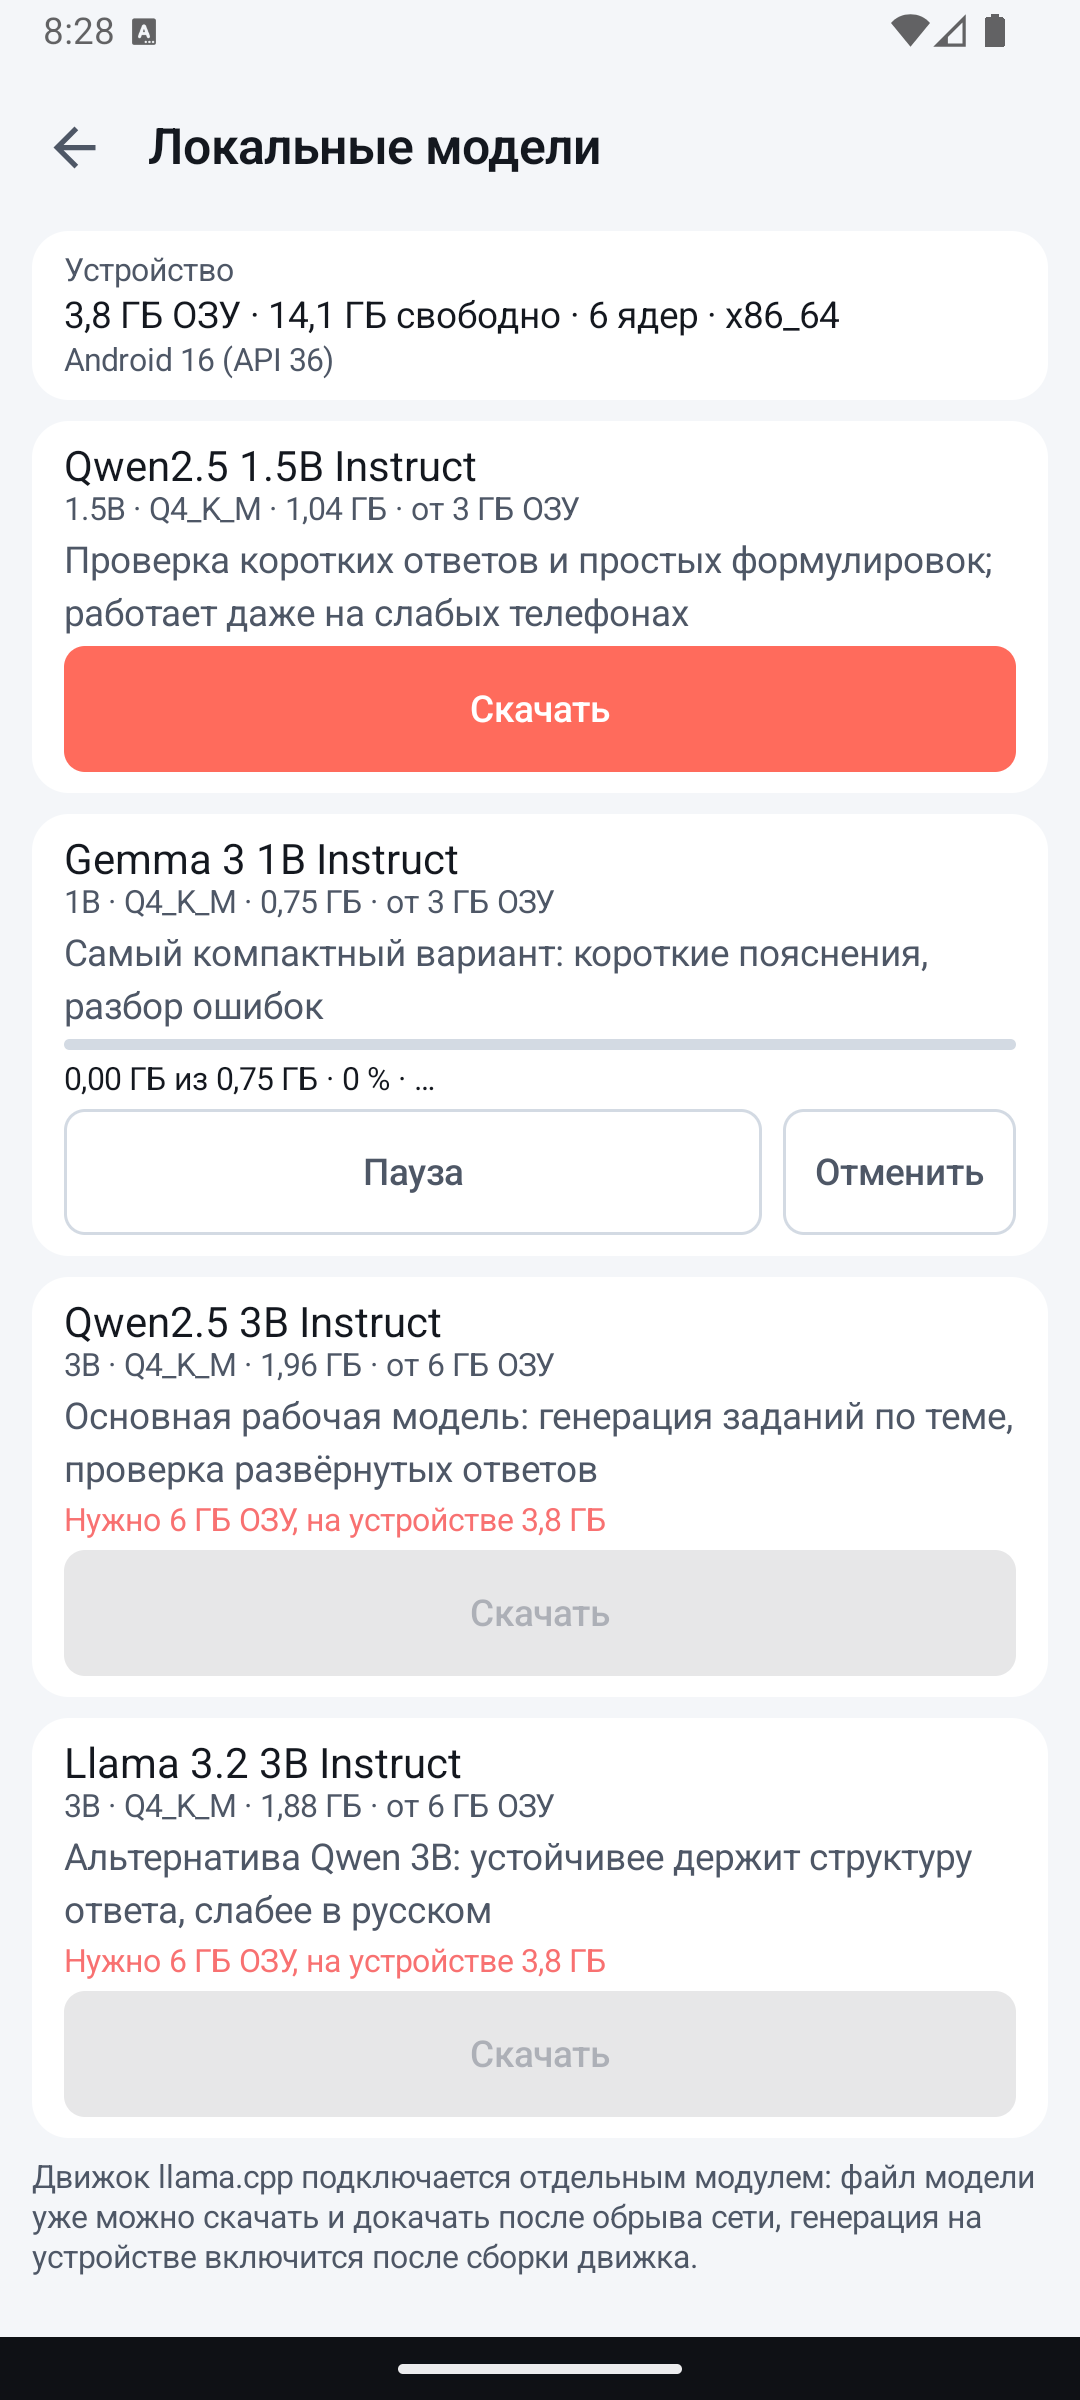 8:28
Локальные модели
Устройство
3,8 ГБ ОЗУ · 14,1 ГБ свободно · 6 ядер · x86_64
Android 16 (API 36)
Qwen2.5 1.5B Instruct
1.5B · Q4_K_M · 1,04 ГБ · от 3 ГБ ОЗУ
Проверка коротких ответов и простых формулировок;
работает даже на слабых телефонах
Скачать
Gemma 3 1B Instruct
1B · Q4_K_M · 0,75 ГБ · от 3 ГБ ОЗУ
Самый компактный вариант: короткие пояснения,
разбор ошибок
0,00 ГБ из 0,75 ГБ · 0 % · …
Пауза
Отменить
Qwen2.5 3B Instruct
3B · Q4_K_M · 1,96 ГБ · от 6 ГБ ОЗУ
Основная рабочая модель: генерация заданий по теме,
проверка развёрнутых ответов
Нужно 6 ГБ ОЗУ, на устройстве 3,8 ГБ
Скачать
Llama 3.2 3B Instruct
3B · Q4_K_M · 1,88 ГБ · от 6 ГБ ОЗУ
Альтернатива Qwen 3B: устойчивее держит структуру
ответа, слабее в русском
Нужно 6 ГБ ОЗУ, на устройстве 3,8 ГБ
Скачать
Движок llama.cpp подключается отдельным модулем: файл модели
уже можно скачать и докачать после обрыва сети, генерация на
устройстве включится после сборки движка.